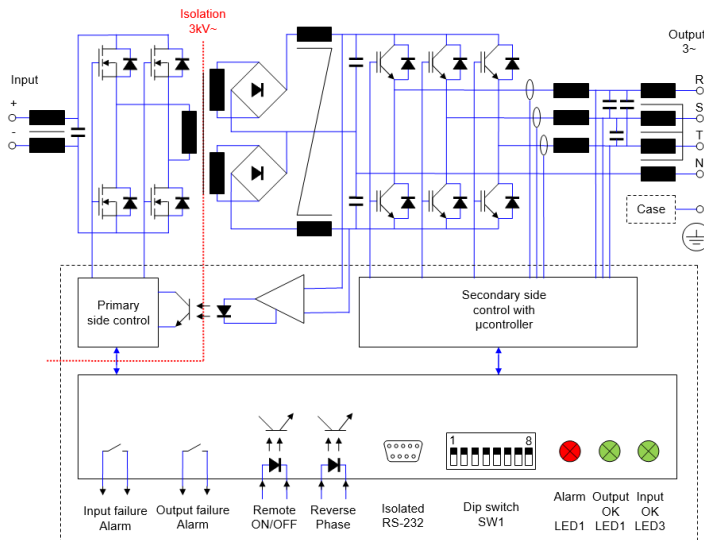 Isolation
3kV~
Output
3~
Input
+
-
R
S
T
N
Case
Primary
side control
Secondary side
control with
µcontroller
1
8
Input failure
Alarm
Output failure
Alarm
Remote
ON/OFF
Reverse
Phase
Isolated
RS-232
Dip switch
SW1
Alarm
LED1
Output
OK
LED1
Input
OK
LED3